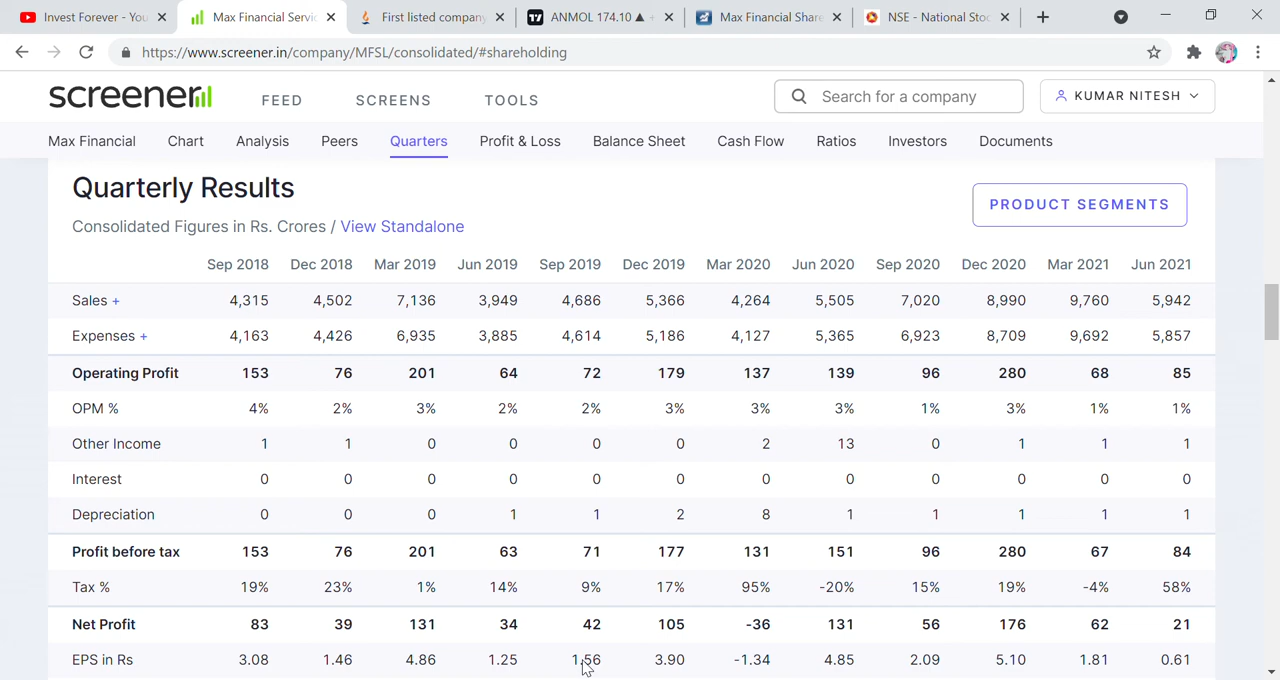 Invest Forever - You
Max Financial Servic
First listed company
ANMOL 174.10 ▲ +
Max Financial Share
NSE - National Stoc
https://www.screener.in/company/MFSL/consolidated/#shareholding
screener
FEED SCREENS TOOLS
Search for a company
KUMAR NITESH
Max Financial Chart Analysis Peers Quarters Profit & Loss Balance Sheet Cash Flow Ratios Investors Documents
Quarterly Results
PRODUCT SEGMENTS
Consolidated Figures in Rs. Crores / View Standalone
Sep 2018 Dec 2018 Mar 2019 Jun 2019 Sep 2019 Dec 2019 Mar 2020 Jun 2020 Sep 2020 Dec 2020 Mar 2021 Jun 2021
Sales + 4,315 4,502 7,136 3,949 4,686 5,366 4,264 5,505 7,020 8,990 9,760 5,942
Expenses + 4,163 4,426 6,935 3,885 4,614 5,186 4,127 5,365 6,923 8,709 9,692 5,857
Operating Profit 153 76 201 64 72 179 137 139 96 280 68 85
OPM % 4% 2% 3% 2% 2% 3% 3% 3% 1% 3% 1% 1%
Other Income 1 1 0 0 0 0 2 13 0 1 1 1
Interest 0 0 0 0 0 0 0 0 0 0 0 0
Depreciation 0 0 0 1 1 2 8 1 1 1 1 1
Profit before tax 153 76 201 63 71 177 131 151 96 280 67 84
Tax % 19% 23% 1% 14% 9% 17% 95% -20% 15% 19% -4% 58%
Net Profit 83 39 131 34 42 105 -36 131 56 176 62 21
EPS in Rs 3.08 1.46 4.86 1.25 1.56 3.90 -1.34 4.85 2.09 5.10 1.81 0.61